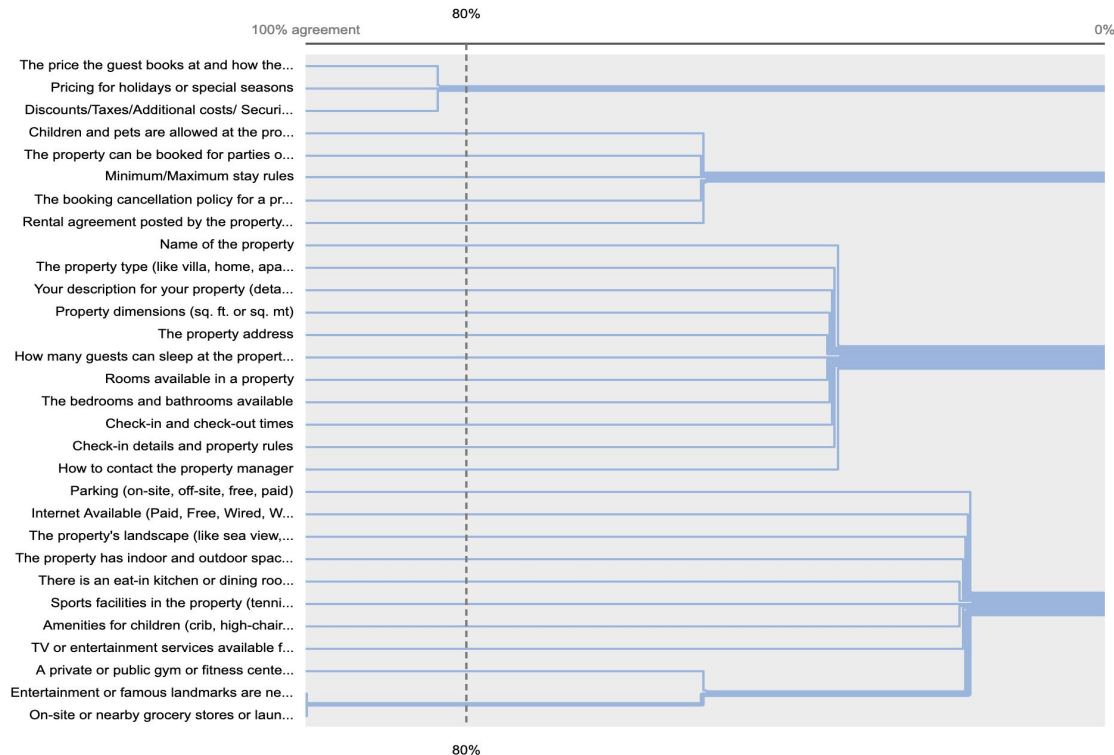 80%
100% agreement
0%
The price the guest books at and how the...
Pricing for holidays or special seasons
Discounts/Taxes/Additional costs/ Securi...
Children and pets are allowed at the pro...
The property can be booked for parties o...
Minimum/Maximum stay rules
The booking cancellation policy for a pr...
Rental agreement posted by the property...
Name of the property
The property type (like villa, home, apa...
Your description for your property (deta...
Property dimensions (sq. ft. or sq. mt)
The property address
How many guests can sleep at the propert...
Rooms available in a property
The bedrooms and bathrooms available
Check-in and check-out times
Check-in details and property rules
How to contact the property manager
Parking (on-site, off-site, free, paid)
Internet Available (Paid, Free, Wired, W...
The property's landscape (like sea view,...
The property has indoor and outdoor spac...
There is an eat-in kitchen or dining roo...
Sports facilities in the property (tenni...
Amenities for children (crib, high-chair...
TV or entertainment services available f...
A private or public gym or fitness cente...
Entertainment or famous landmarks are ne...
On-site or nearby grocery stores or laun...
80%